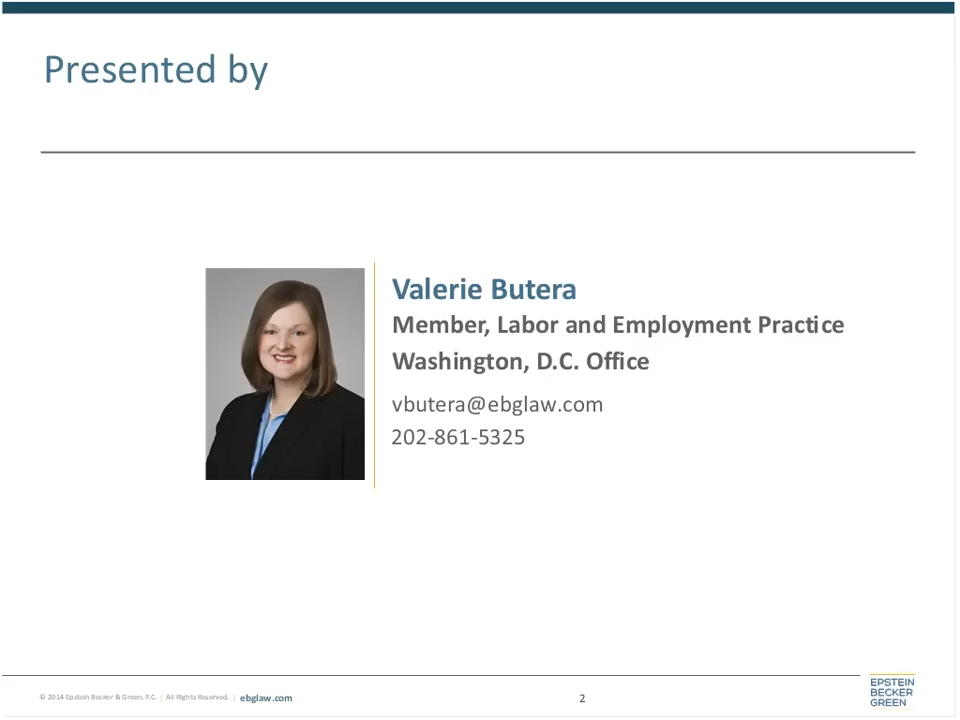 Presented by
Valerie Butera
Member, Labor and Employment Practice
Washington, D.C. Office
vbutera@ebglaw.com
202-861-5325
© 2014 Epstein Becker & Green, P.C. | All Rights Reserved. | ebglaw.com
2
EPSTEIN
BECKER
GREEN